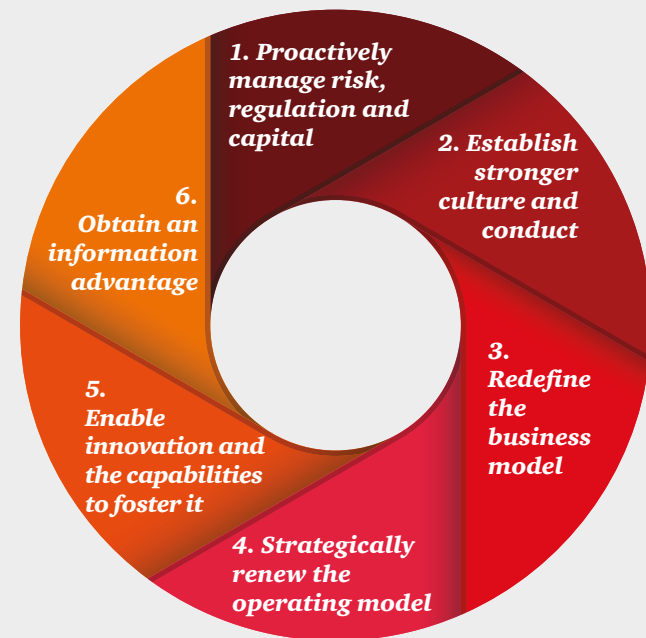 1. Proactively
manage risk,
regulation and
capital
2. Establish
stronger
culture and
conduct
3.
Redefine
the
business
model
4. Strategically
renew the
operating model
5.
Enable
innovation and
the capabilities
to foster it
6.
Obtain an
information
advantage